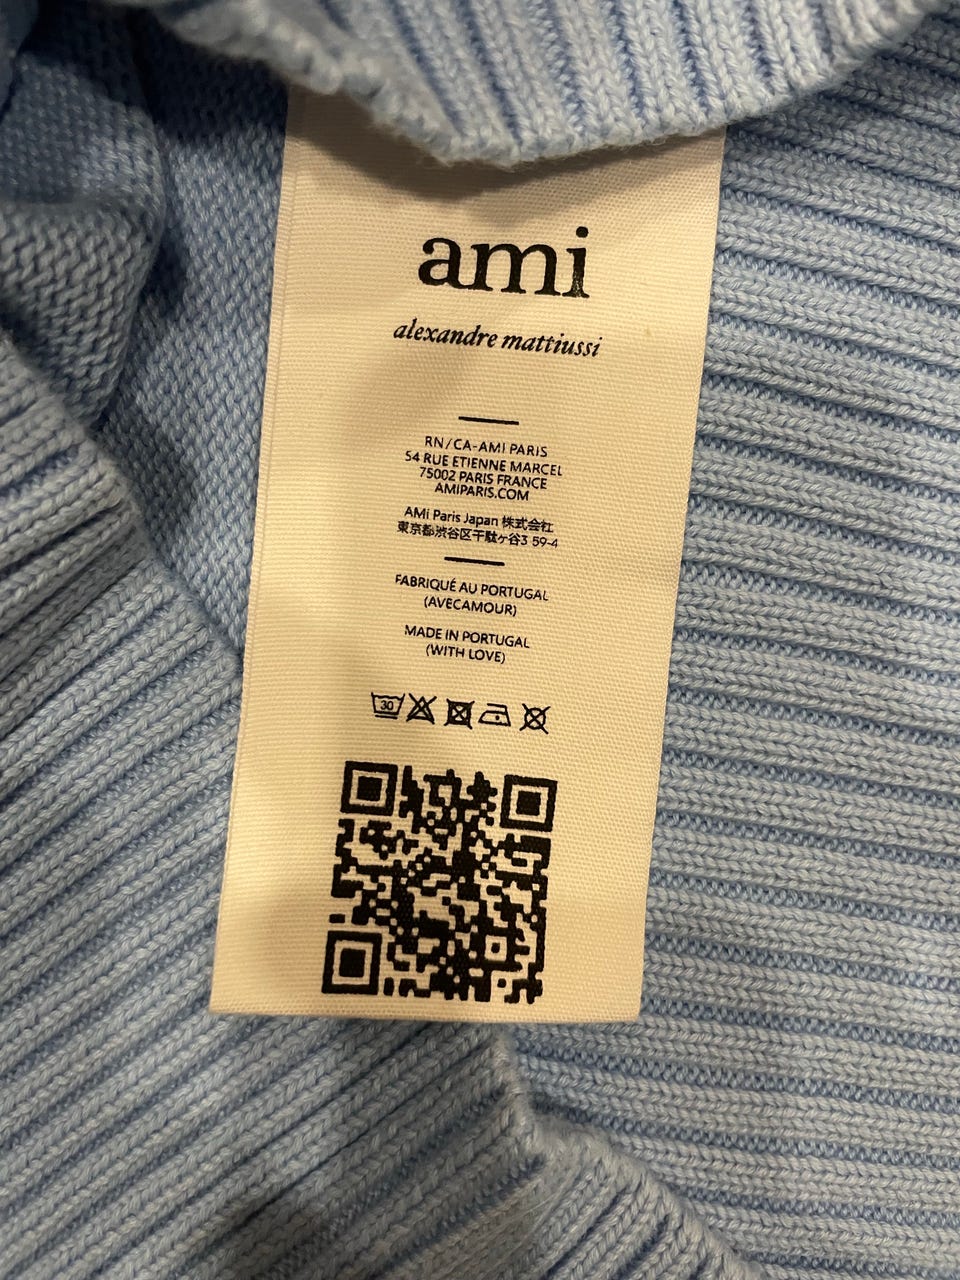 ami
alexandre mattiussi
RN/CA-AMI PARIS
54 RUE ETIENNE MARCEL
75002 PARIS FRANCE
AMIPARIS.COM
AMi Paris Japan 株式会社
東京都渋谷区千駄ヶ谷3 59-4
FABRIQUÉ AU PORTUGAL
(AVECAMOUR)
MADE IN PORTUGAL
(WITH LOVE)
30